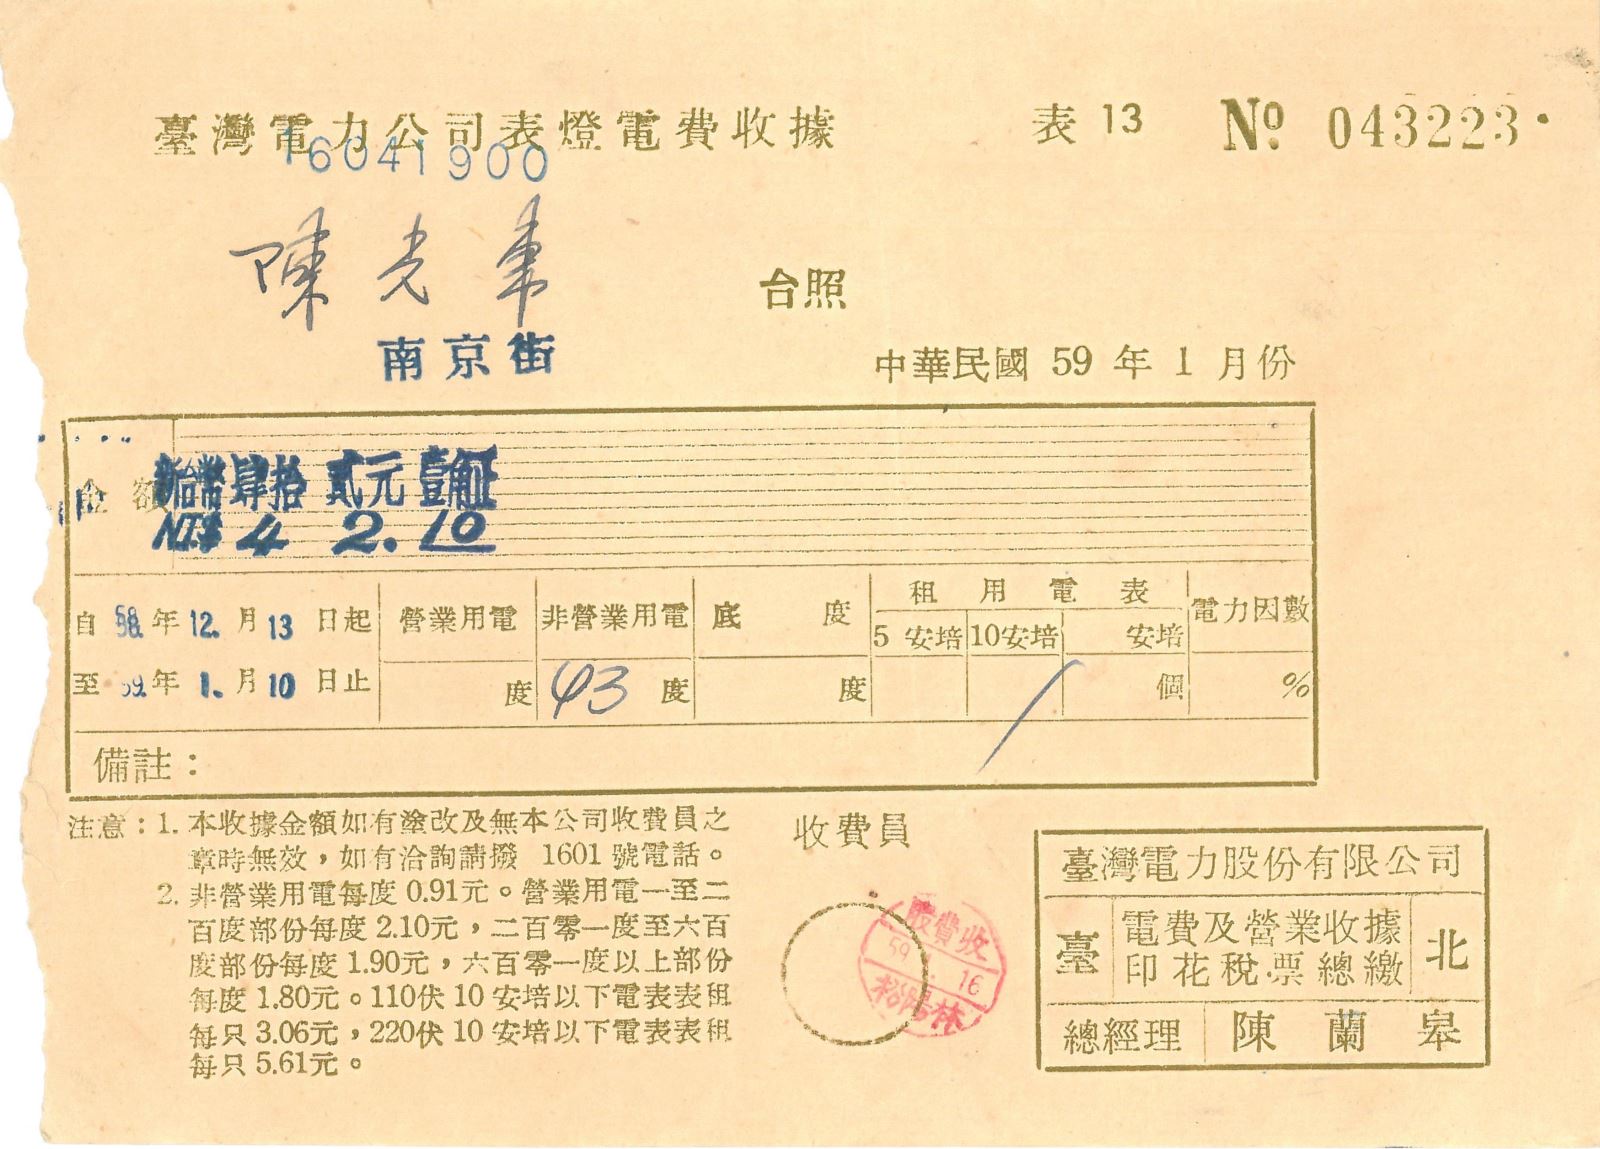 臺灣電力公司表燈電費收據 表 13 No. 043223
16041900
陳光
台照
南京街
中華民國 59 年 1 月份
金額 新台幣肆拾貳元壹角正
NT$ 42.10
自 58. 年 12. 月 13 日起 營業用電 非營業用電 底度 租用電表 電力因數
5 安培 10安培 安培
至 59. 年 1. 月 10 日止 度 43 度 度 個 %
備註：
注意：1. 本收據金額如有塗改及無本公司收費員之
章時無效，如有洽詢請撥 1601 號電話。
2. 非營業用電每度 0.91元。營業用電一至二
百度部份每度 2.10元，二百零一度至六百
度部份每度 1.90元，六百零一度以上部份
每度 1.80元。110伏 10 安培以下電表表租
每只 3.06元，220伏 10 安培以下電表表租
每只 5.61元。
收費員
收費股
59. 16
林陽
臺灣電力股份有限公司
臺 電費及營業收據 北
印花稅票總繳
總經理 陳蘭皋